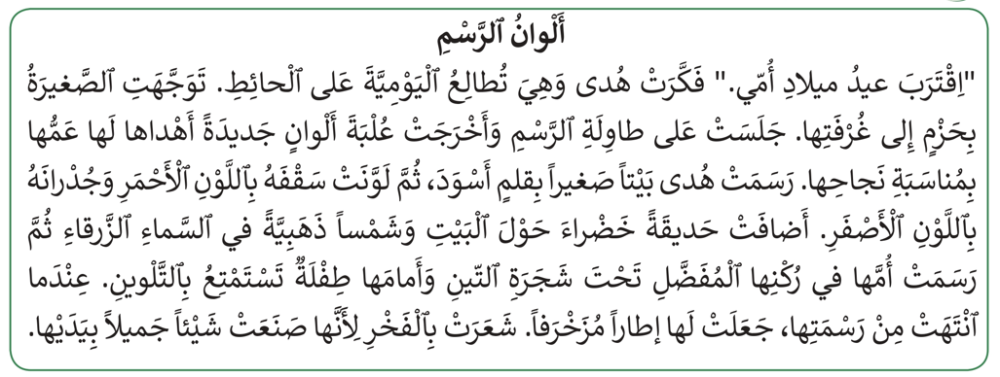 أَلْوانُ ٱلرَّسْمِ
"اِقْتَرَبَ عيدُ ميلادِ أُمّي." فَكَّرَتْ هُدى وَهِيَ تُطالِعُ ٱلْيَوْمِيَّةَ عَلى ٱلْحائِطِ. تَوَجَّهَتِ ٱلصَّغيرَةُ
بِحَزْمٍ إِلى غُرْفَتِها. جَلَسَتْ عَلى طاوِلَةِ ٱلرَّسْمِ وَأَخْرَجَتْ عُلْبَةَ أَلْوانٍ جَديدَةً أَهْداها لَها عَمُّها
بِمُناسَبَةِ نَجاحِها. رَسَمَتْ هُدى بَيْتاً صَغيراً بِقلمٍ أَسْوَدَ، ثُمَّ لَوَّنَتْ سَقْفَهُ بِٱللَّوْنِ ٱلْأَحْمَرِ وَجُدْرانَهُ
بِٱللَّوْنِ ٱلْأَصْفَرِ. أَضافَتْ حَديقَةً خَضْراءَ حَوْلَ ٱلْبَيْتِ وَشَمْساً ذَهَبِيَّةً في ٱلسَّماءِ ٱلزَّرقاءِ ثُمَّ
رَسَمَتْ أُمَّها في رُكْنِها ٱلْمُفَضَّلِ تَحْتَ شَجَرَةِ ٱلتّينِ وَأَمامَها طِفْلَةٌ تَسْتَمْتِعُ بِٱلتَّلْوينِ. عِنْدَما
ٱنْتَهَتْ مِنْ رَسْمَتِها، جَعَلَتْ لَها إطاراً مُزَخْرَفاً. شَعَرَتْ بِٱلْفَخْرِ لِأَنَّها صَنَعَتْ شَيْئاً جَميلاً بِيَدَيْها.